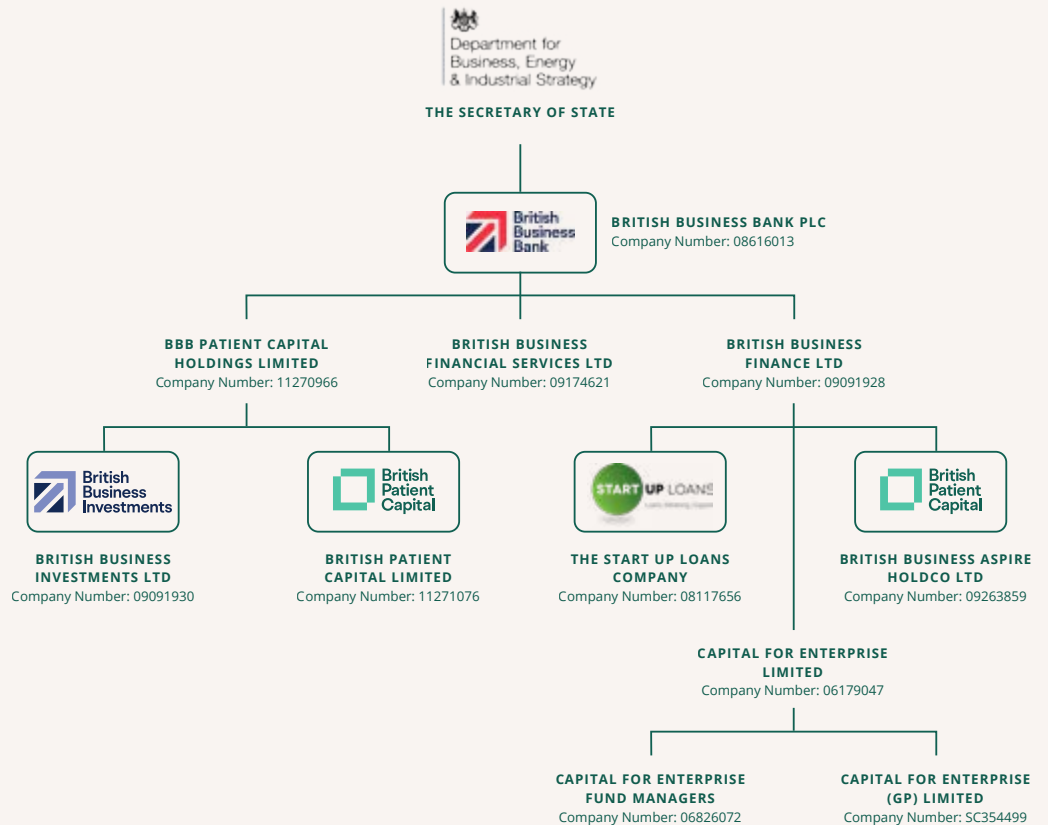 Department for
Business, Energy
& Industrial Strategy
THE SECRETARY OF STATE
British
Business
Bank
BRITISH BUSINESS BANK PLC
Company Number: 08616013
BBB PATIENT CAPITAL
HOLDINGS LIMITED
Company Number: 11270966
BRITISH BUSINESS
FINANCIAL SERVICES LTD
Company Number: 09174621
BRITISH BUSINESS
FINANCE LTD
Company Number: 09091928
British
Business
Investments
British
Patient
Capital
START UP LOANS
British
Patient
Capital
BRITISH BUSINESS
INVESTMENTS LTD
Company Number: 09091930
BRITISH PATIENT
CAPITAL LIMITED
Company Number: 11271076
THE START UP LOANS
COMPANY
Company Number: 08117656
BRITISH BUSINESS ASPIRE
HOLDCO LTD
Company Number: 09263859
CAPITAL FOR ENTERPRISE
LIMITED
Company Number: 06179047
CAPITAL FOR ENTERPRISE
FUND MANAGERS
Company Number: 06826072
CAPITAL FOR ENTERPRISE
(GP) LIMITED
Company Number: SC354499